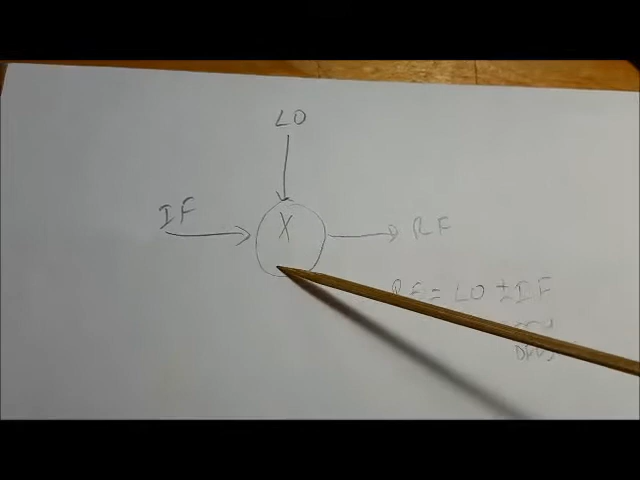 LO
IF
X
RF
RF = LO ± IF